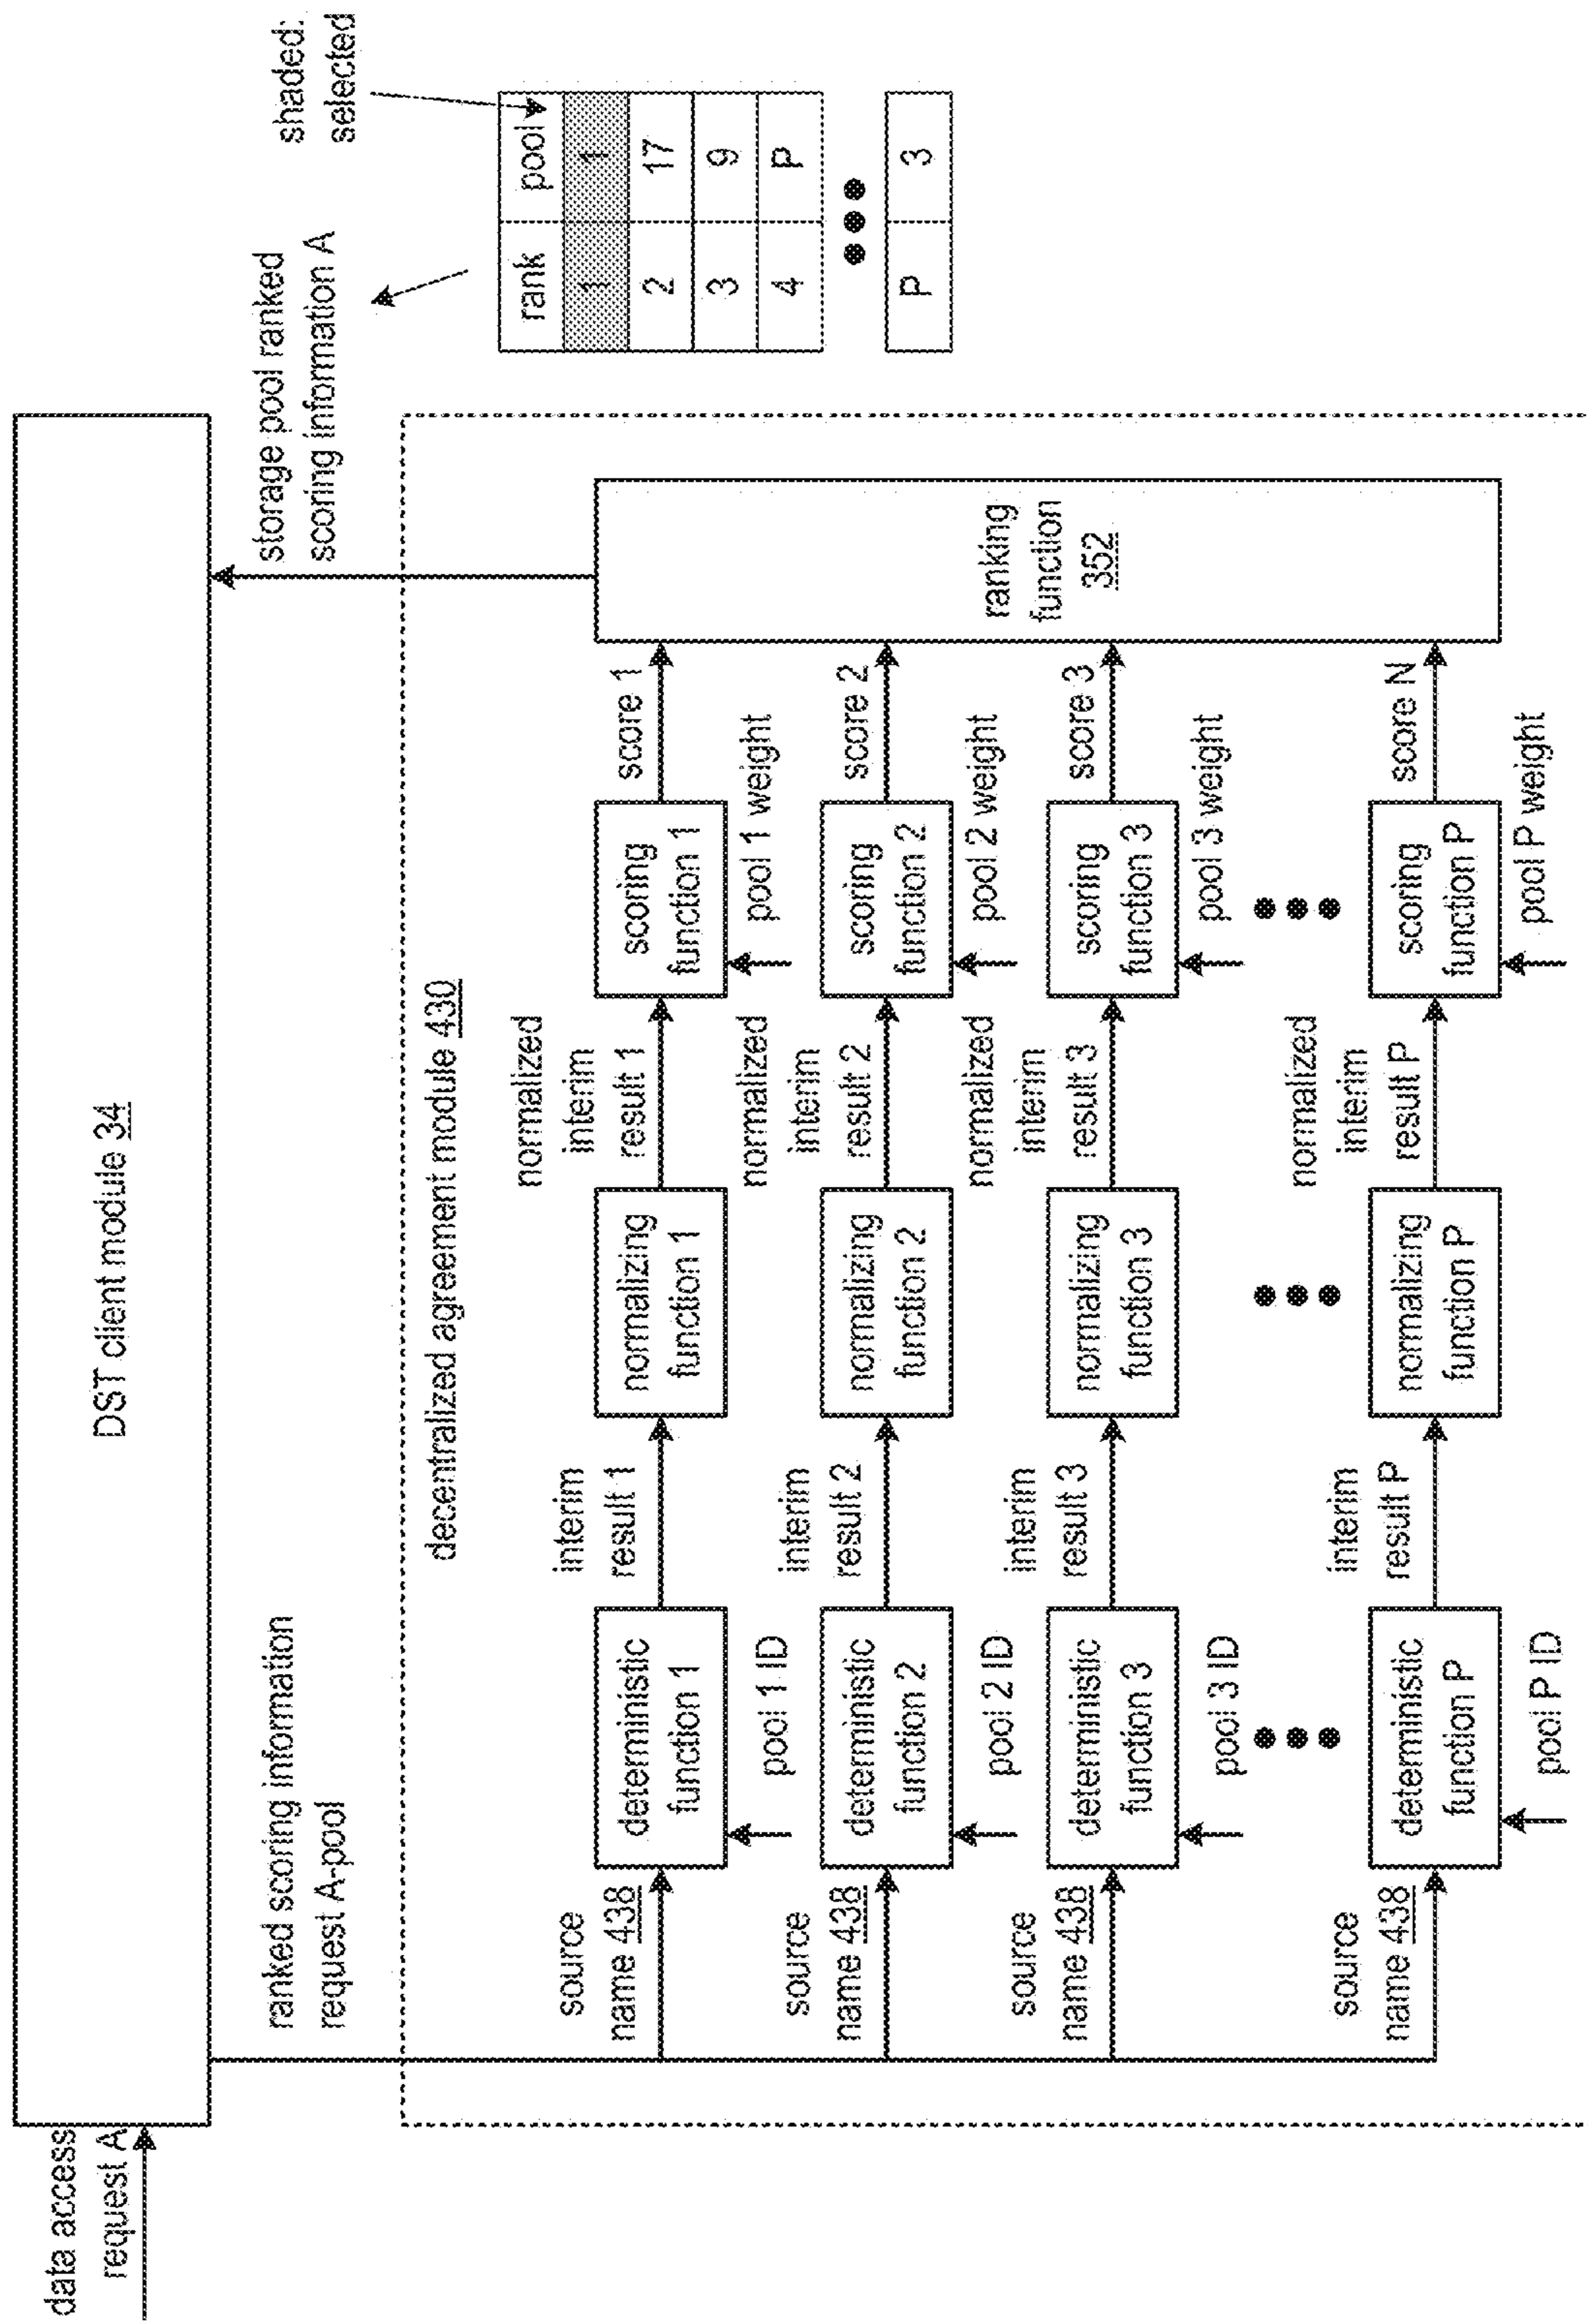 data access
request A
DST client module 34
ranked scoring information
request A-pool
storage pool ranked
scoring information A
shaded:
selected
rank pool
1 1
2 17
3 9
4 P
P 3
decentralized agreement module 430
source
name 438
deterministic
function 1
pool 1 ID
interim
result 1
normalizing
function 1
normalized
interim
result 1
scoring
function 1
pool 1 weight
score 1
source
name 438
deterministic
function 2
pool 2 ID
interim
result 2
normalizing
function 2
normalized
interim
result 2
scoring
function 2
pool 2 weight
score 2
source
name 438
deterministic
function 3
pool 3 ID
interim
result 3
normalizing
function 3
normalized
interim
result 3
scoring
function 3
pool 3 weight
score 3
source
name 438
deterministic
function P
pool P ID
interim
result P
normalizing
function P
normalized
interim
result P
scoring
function P
pool P weight
score N
ranking
function
352